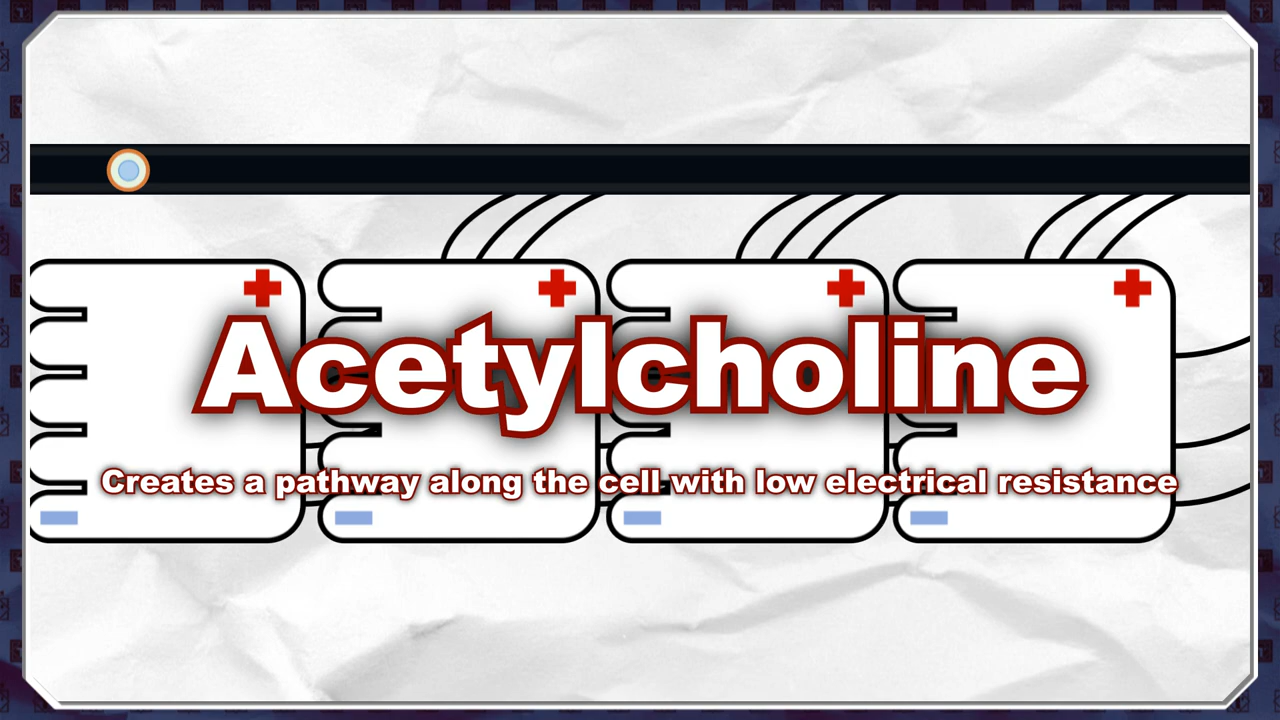 Acetylcholine
Creates a pathway along the cell with low electrical resistance